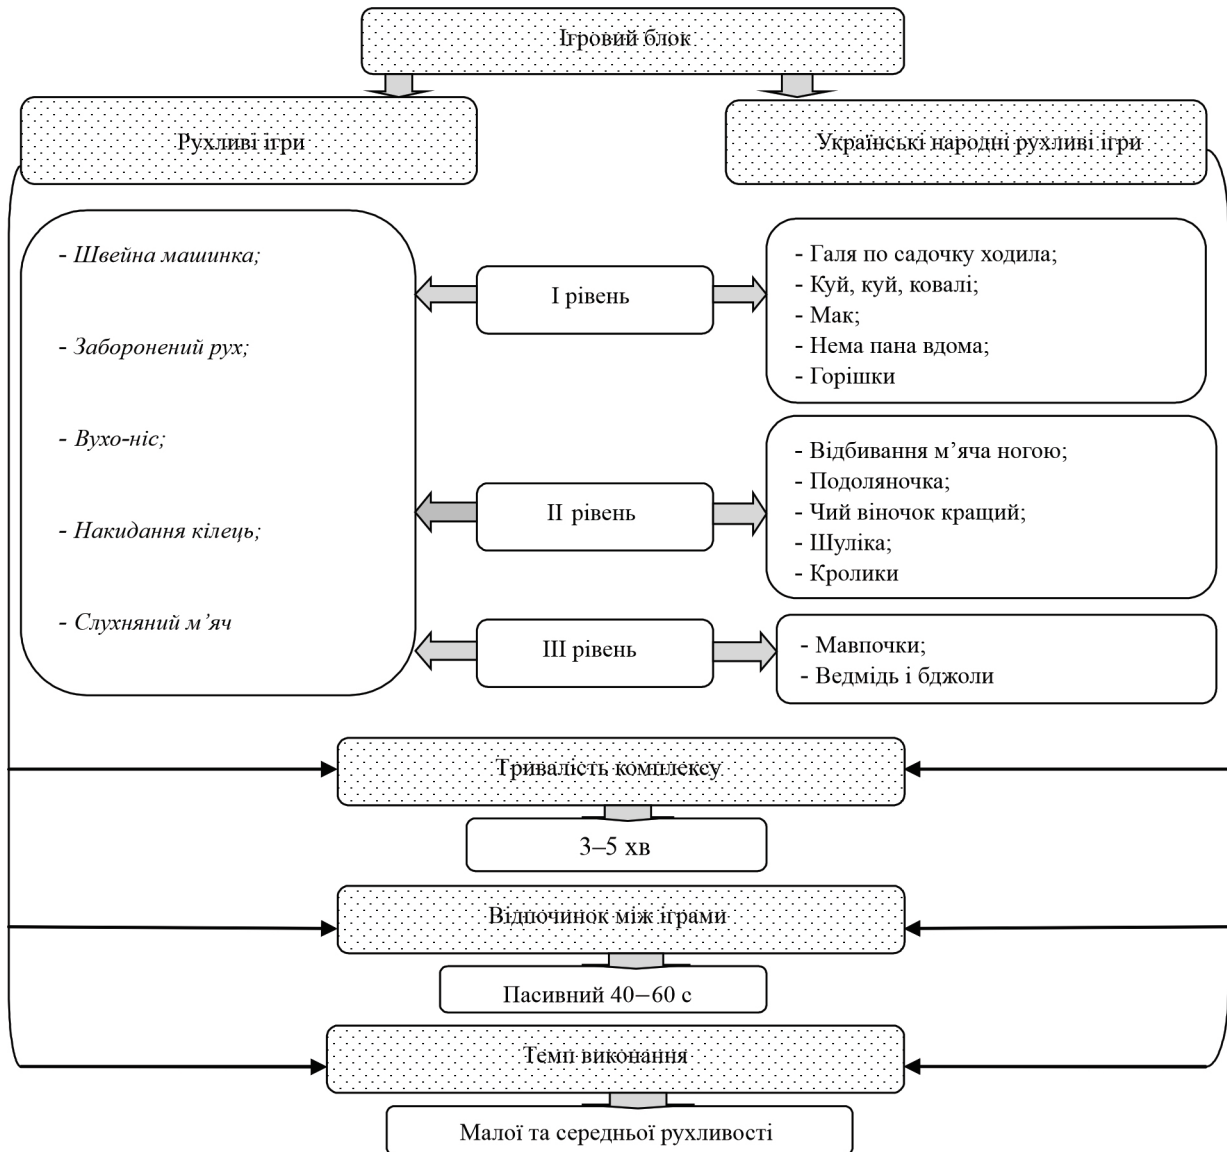 Ігровий блок
Рухливі ігри
Українські народні рухливі ігри
- Швейна машинка;
- Заборонений рух;
- Вухо-ніс;
- Накидання кілець;
- Слухняний м’яч
І рівень
- Галя по садочку ходила;
- Куй, куй, ковалі;
- Мак;
- Нема пана вдома;
- Горішки
ІІ рівень
- Відбивання м’яча ногою;
- Подоляночка;
- Чий віночок кращий;
- Шуліка;
- Кролики
ІІІ рівень
- Мавпочки;
- Ведмідь і бджоли
Тривалість комплексу
3–5 хв
Відпочинок між іграми
Пасивний 40–60 с
Темп виконання
Малої та середньої рухливості